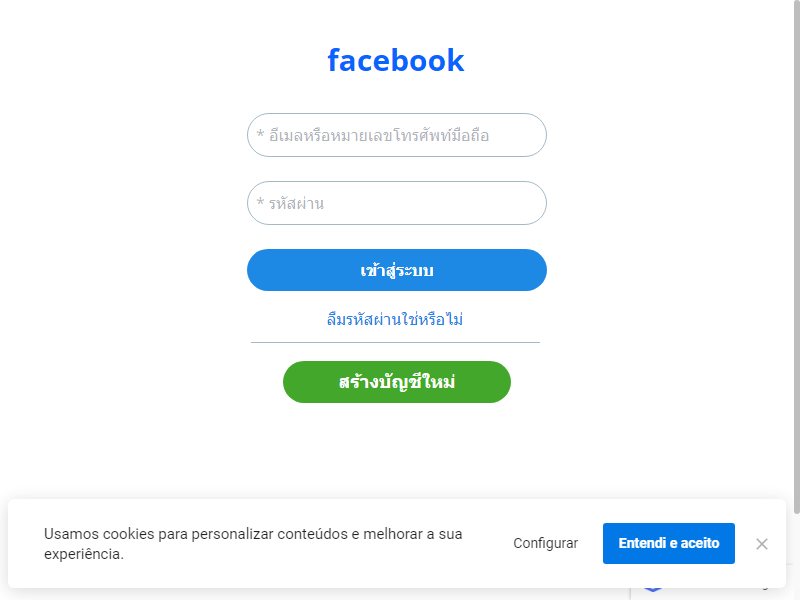 facebook
* อีเมลหรือหมายเลขโทรศัพท์มือถือ
* รหัสผ่าน
เข้าสู่ระบบ
ลืมรหัสผ่านใช่หรือไม่
สร้างบัญชีใหม่
Usamos cookies para personalizar conteúdos e melhorar a sua
experiência.
Configurar
Entendi e aceito